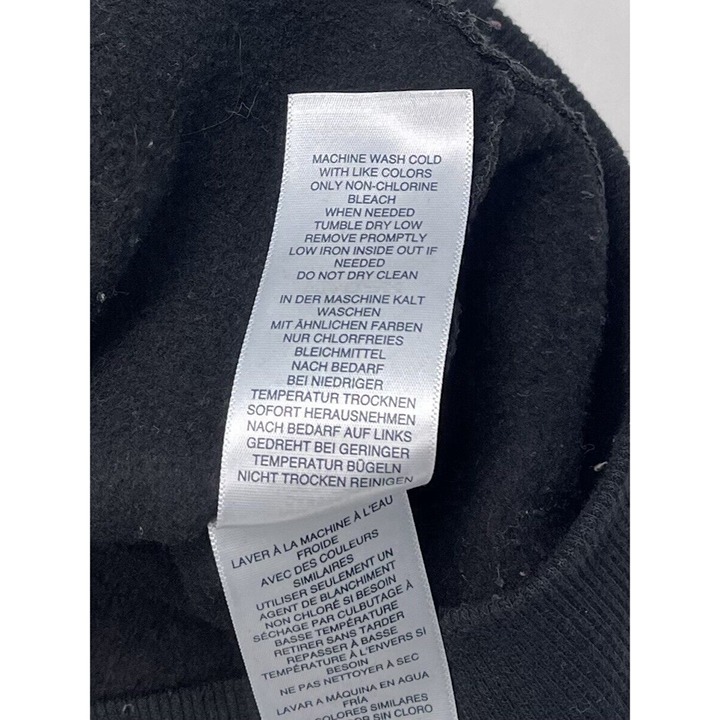 MACHINE WASH COLD
WITH LIKE COLORS
ONLY NON-CHLORINE
BLEACH
WHEN NEEDED
TUMBLE DRY LOW
REMOVE PROMPTLY
LOW IRON INSIDE OUT IF
NEEDED
DO NOT DRY CLEAN
IN DER MASCHINE KALT
WASCHEN
MIT ÄHNLICHEN FARBEN
NUR CHLORFREIES
BLEICHMITTEL
NACH BEDARF
BEI NIEDRIGER
TEMPERATUR TROCKNEN
SOFORT HERAUSNEHMEN
NACH BEDARF AUF LINKS
GEDREHT BEI GERINGER
TEMPERATUR BÜGELN
NICHT TROCKEN REINIGEN
LAVER À LA MACHINE À L'EAU
FROIDE
AVEC DES COULEURS
SIMILAIRES
UTILISER SEULEMENT UN
AGENT DE BLANCHIMENT
NON CHLORÉ SI BESOIN
SÉCHAGE PAR CULBUTAGE À
BASSE TEMPÉRATURE
RETIRER SANS TARDER
REPASSER À BASSE
TEMPÉRATURE À L'ENVERS SI
BESOIN
NE PAS NETTOYER À SEC
LAVAR A MÁQUINA EN AGUA
FRÍA
COLORES SIMILARES
SIN CLORO